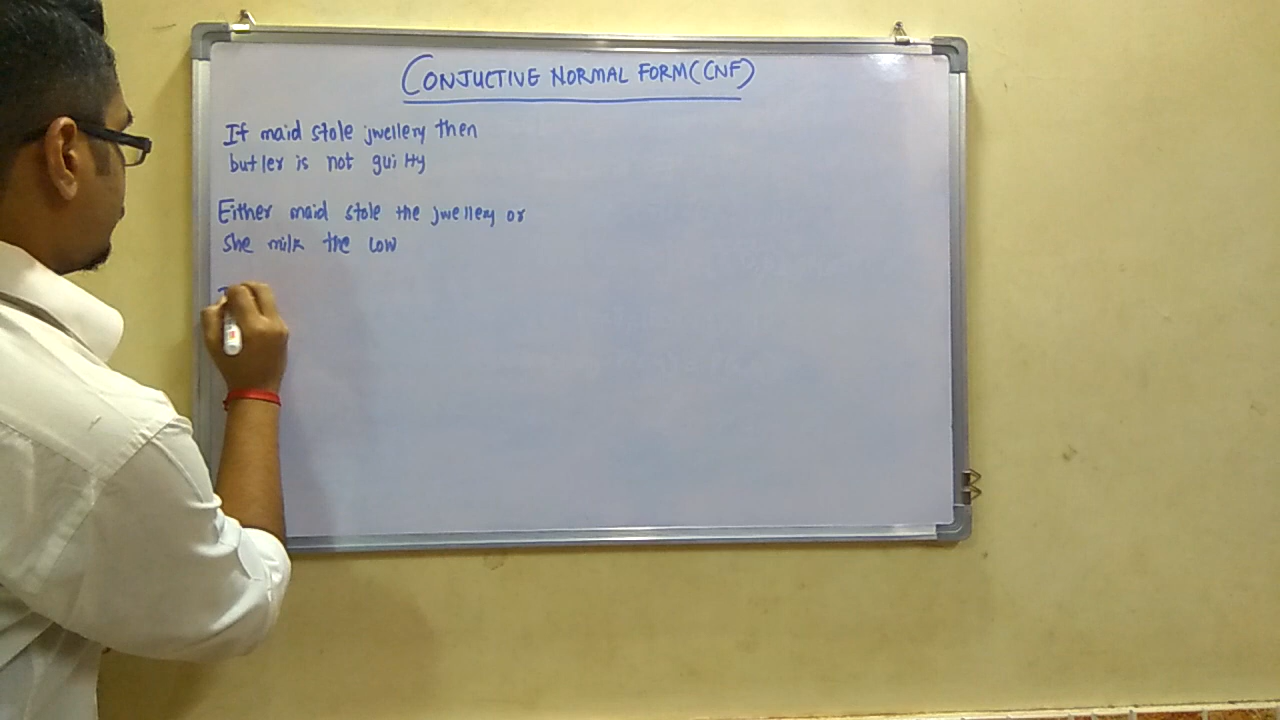 CONJUCTIVE NORMAL FORM (CNF)
If maid stole jwellery then
butler is not guilty
Either maid stole the jwellery or
she milk the cow